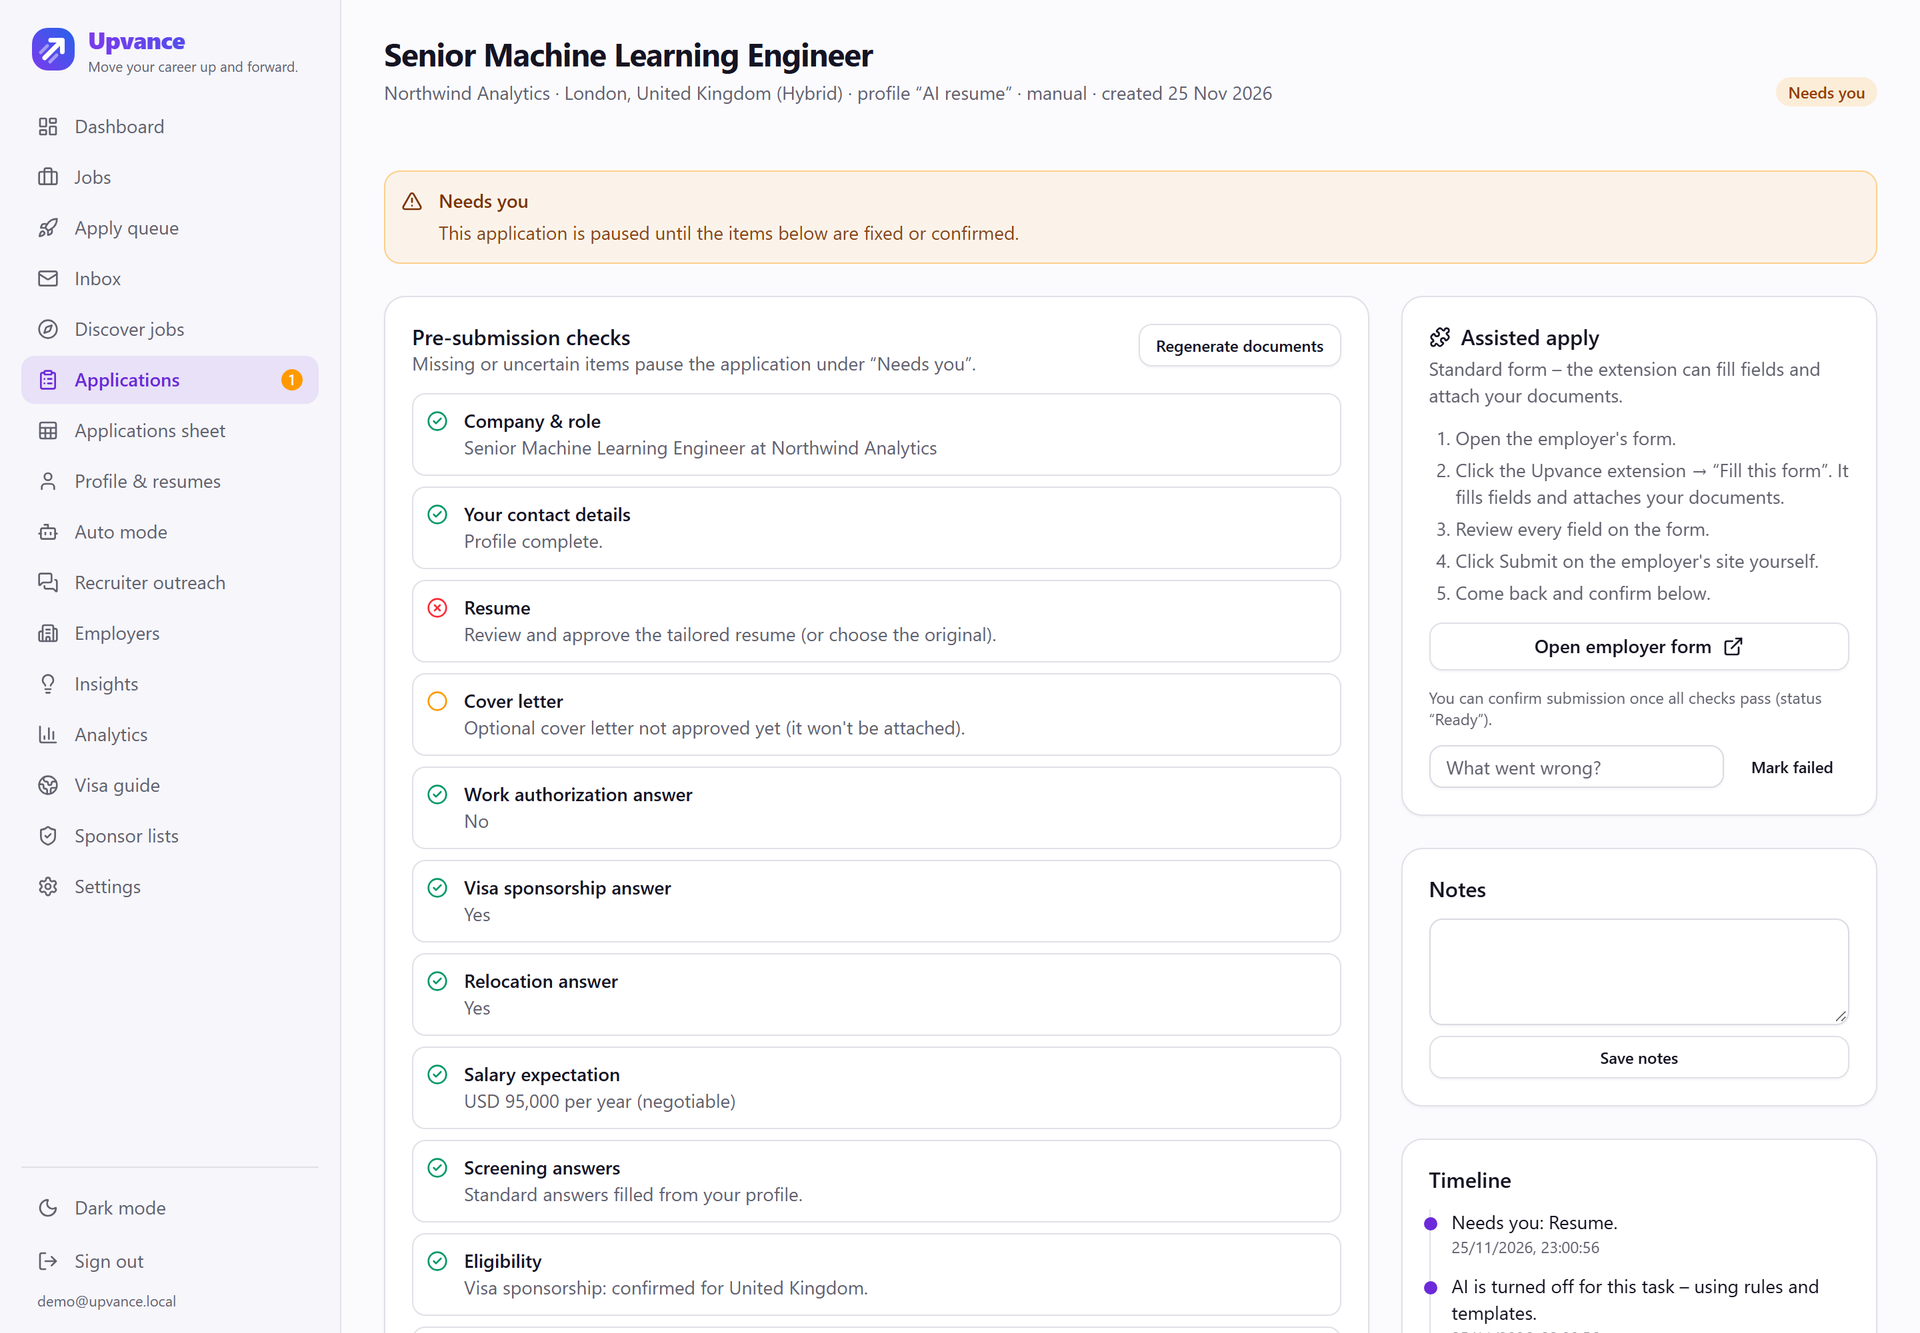 Upvance
Move your career up and forward.
Dashboard
Jobs
Apply queue
Inbox
Discover jobs
Applications
1
Applications sheet
Profile & resumes
Auto mode
Recruiter outreach
Employers
Insights
Analytics
Visa guide
Sponsor lists
Settings
Dark mode
Sign out
demo@upvance.local
Senior Machine Learning Engineer
Northwind Analytics · London, United Kingdom (Hybrid) · profile “AI resume” · manual · created 25 Nov 2026
Needs you
Needs you
This application is paused until the items below are fixed or confirmed.
Pre-submission checks
Missing or uncertain items pause the application under “Needs you”.
Regenerate documents
Company & role
Senior Machine Learning Engineer at Northwind Analytics
Your contact details
Profile complete.
Resume
Review and approve the tailored resume (or choose the original).
Cover letter
Optional cover letter not approved yet (it won't be attached).
Work authorization answer
No
Visa sponsorship answer
Yes
Relocation answer
Yes
Salary expectation
USD 95,000 per year (negotiable)
Screening answers
Standard answers filled from your profile.
Eligibility
Visa sponsorship: confirmed for United Kingdom.
Assisted apply
Standard form – the extension can fill fields and
attach your documents.
1. Open the employer's form.
2. Click the Upvance extension → “Fill this form”. It
fills fields and attaches your documents.
3. Review every field on the form.
4. Click Submit on the employer's site yourself.
5. Come back and confirm below.
Open employer form
You can confirm submission once all checks pass (status
“Ready”).
What went wrong?
Mark failed
Notes
Save notes
Timeline
Needs you: Resume.
25/11/2026, 23:00:56
AI is turned off for this task – using rules and
templates.